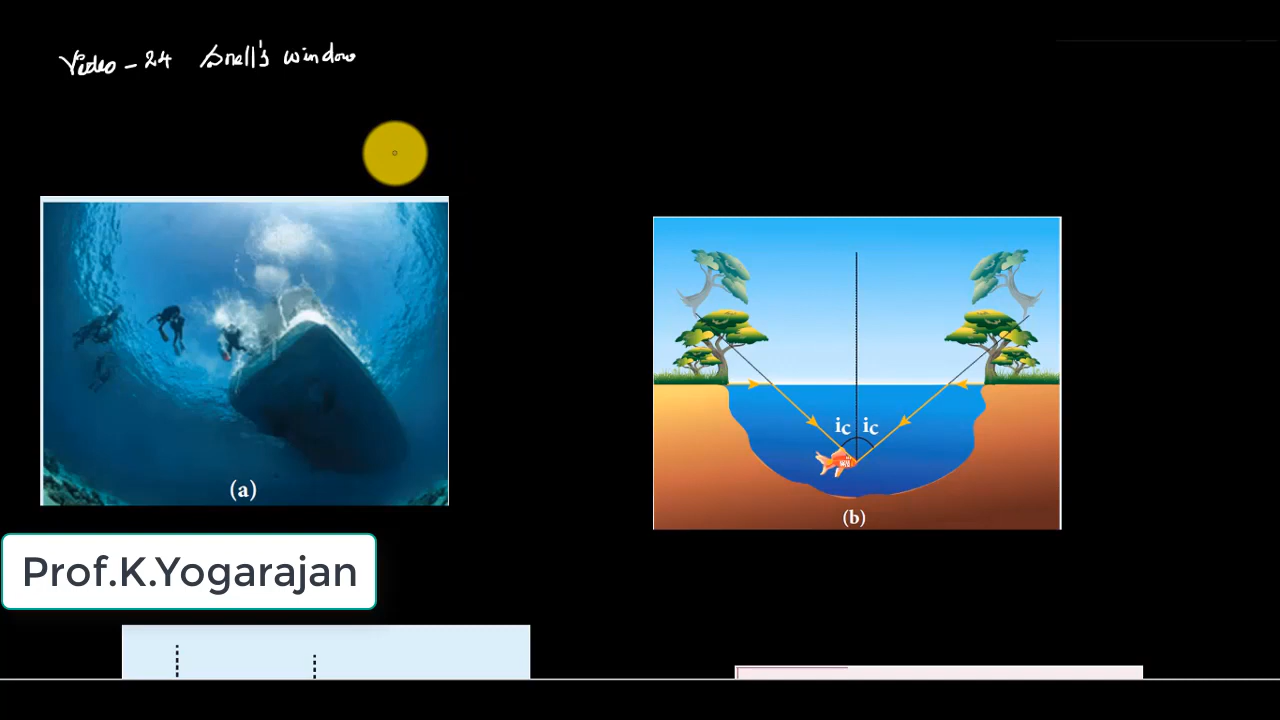 Video - 24 Snell's window
ic ic
(a)
(b)
Prof.K.Yogarajan